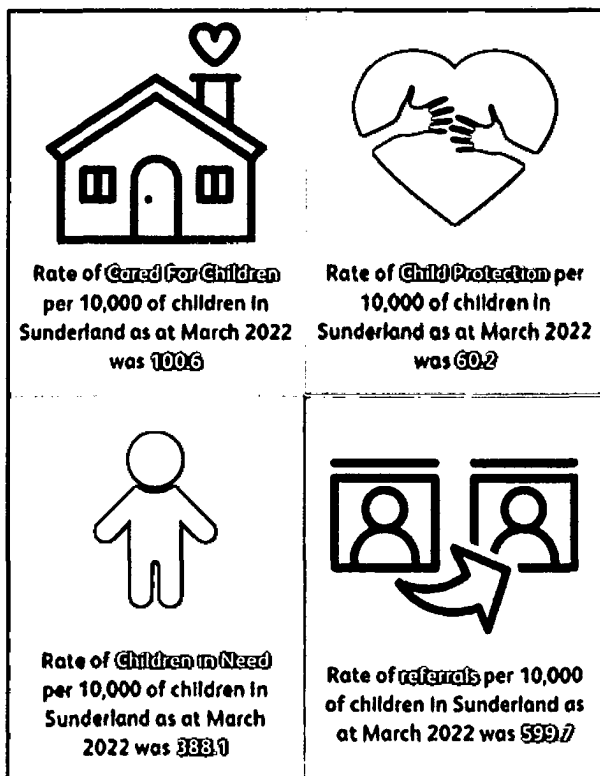 Rate of Cared For Children
per 10,000 of children in
Sunderland as at March 2022
was 100.6
Rate of Child Protection per
10,000 of children in
Sunderland as at March 2022
was 60.2
Rate of Children in Need
per 10,000 of children in
Sunderland as at March
2022 was 388.1
Rate of referrals per 10,000
of children in Sunderland as
at March 2022 was 599.7